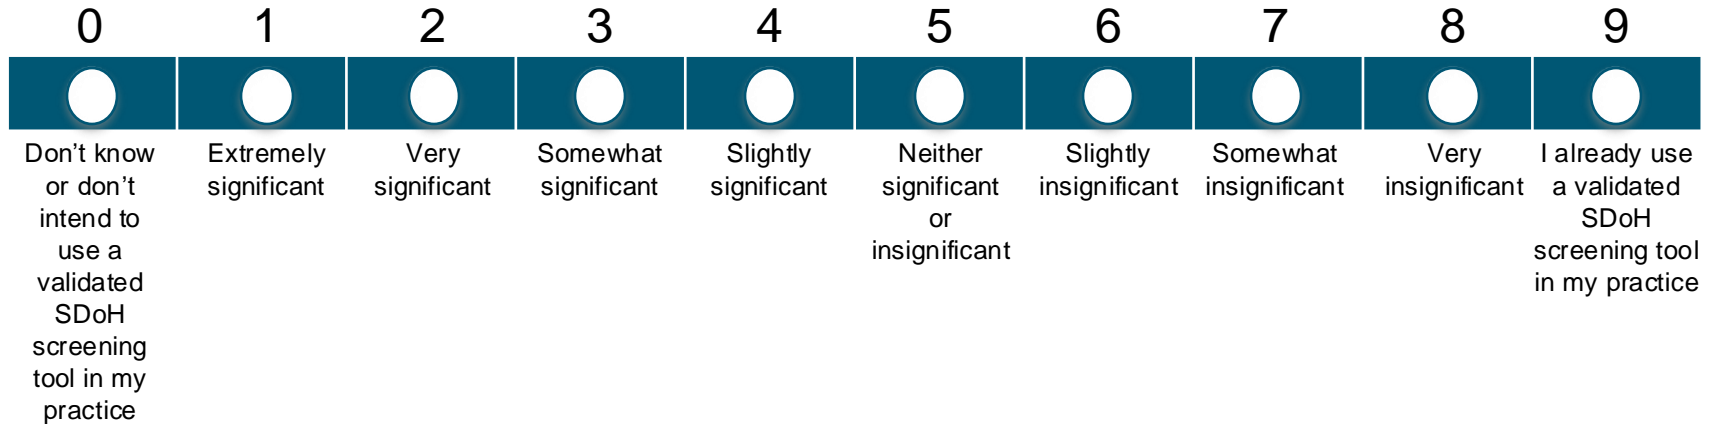 0 1 2 3 4 5 6 7 8 9
Don’t know
or don’t
intend to
use a
validated
SDoH
screening
tool in my
practice
Extremely
significant
Very
significant
Somewhat
significant
Slightly
significant
Neither
significant
or
insignificant
Slightly
insignificant
Somewhat
insignificant
Very
insignificant
I already use
a validated
SDoH
screening tool
in my practice